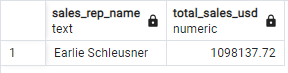 sales_rep_name total_sales_usd
text numeric
1 Earlie Schleusner 1098137.72